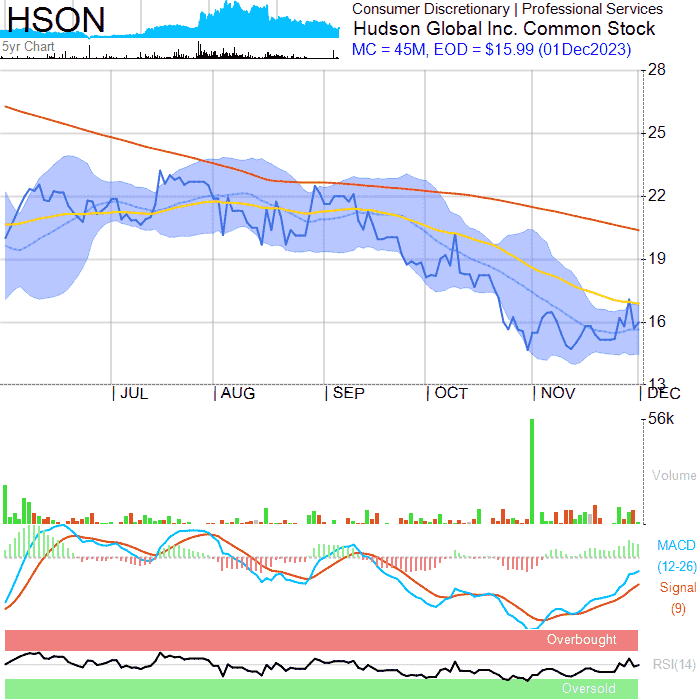 HSON
5yr Chart
Consumer Discretionary | Professional Services
Hudson Global Inc. Common Stock
MC = 45M, EOD = $15.99 (01Dec2023)
28
25
22
19
16
13
JUL AUG SEP OCT NOV DEC
56k
Volume
MACD
(12-26)
Signal
(9)
Overbought
RSI(14)
Oversold